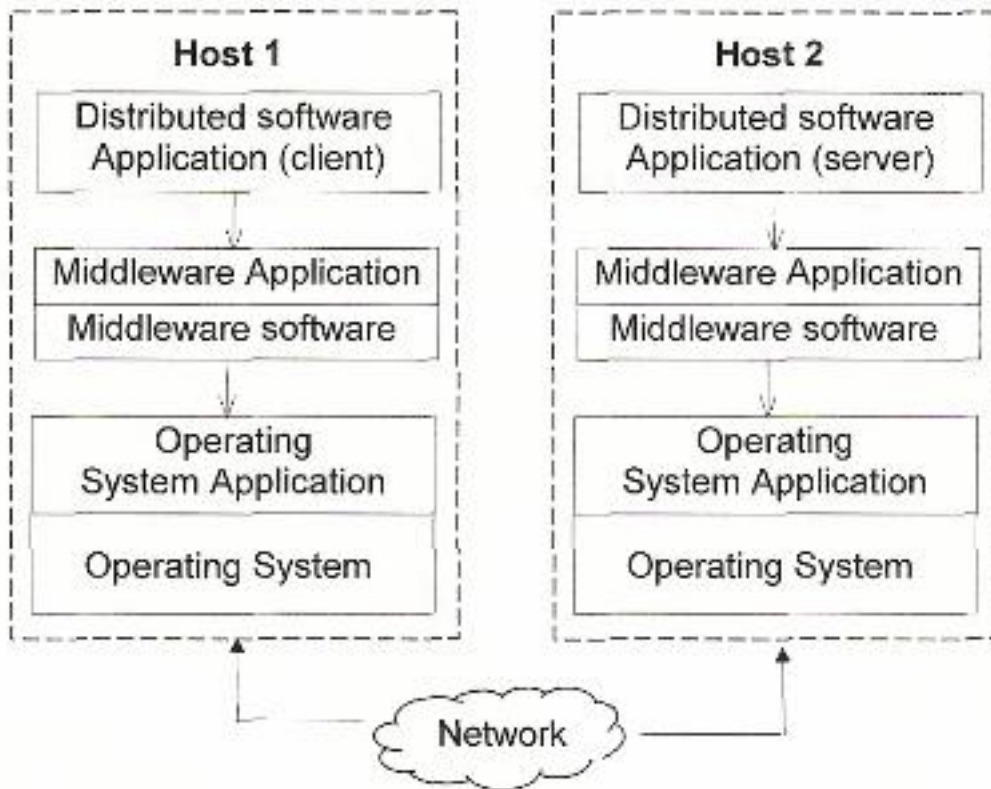 Host 1
Distributed software
Application (client)
Middleware Application
Middleware software
Operating
System Application
Operating System
Host 2
Distributed software
Application (server)
Middleware Application
Middleware software
Operating
System Application
Operating System
Network